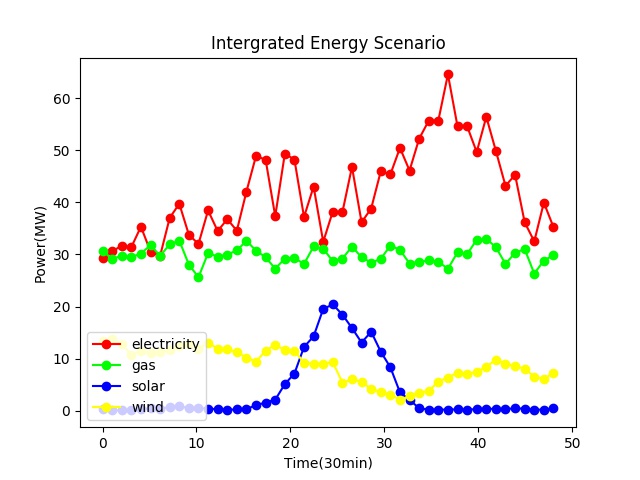 Intergrated Energy Scenario
Power(MW)
60
50
40
30
20
10
0
electricity
gas
solar
wind
0 10 20 30 40 50
Time(30min)